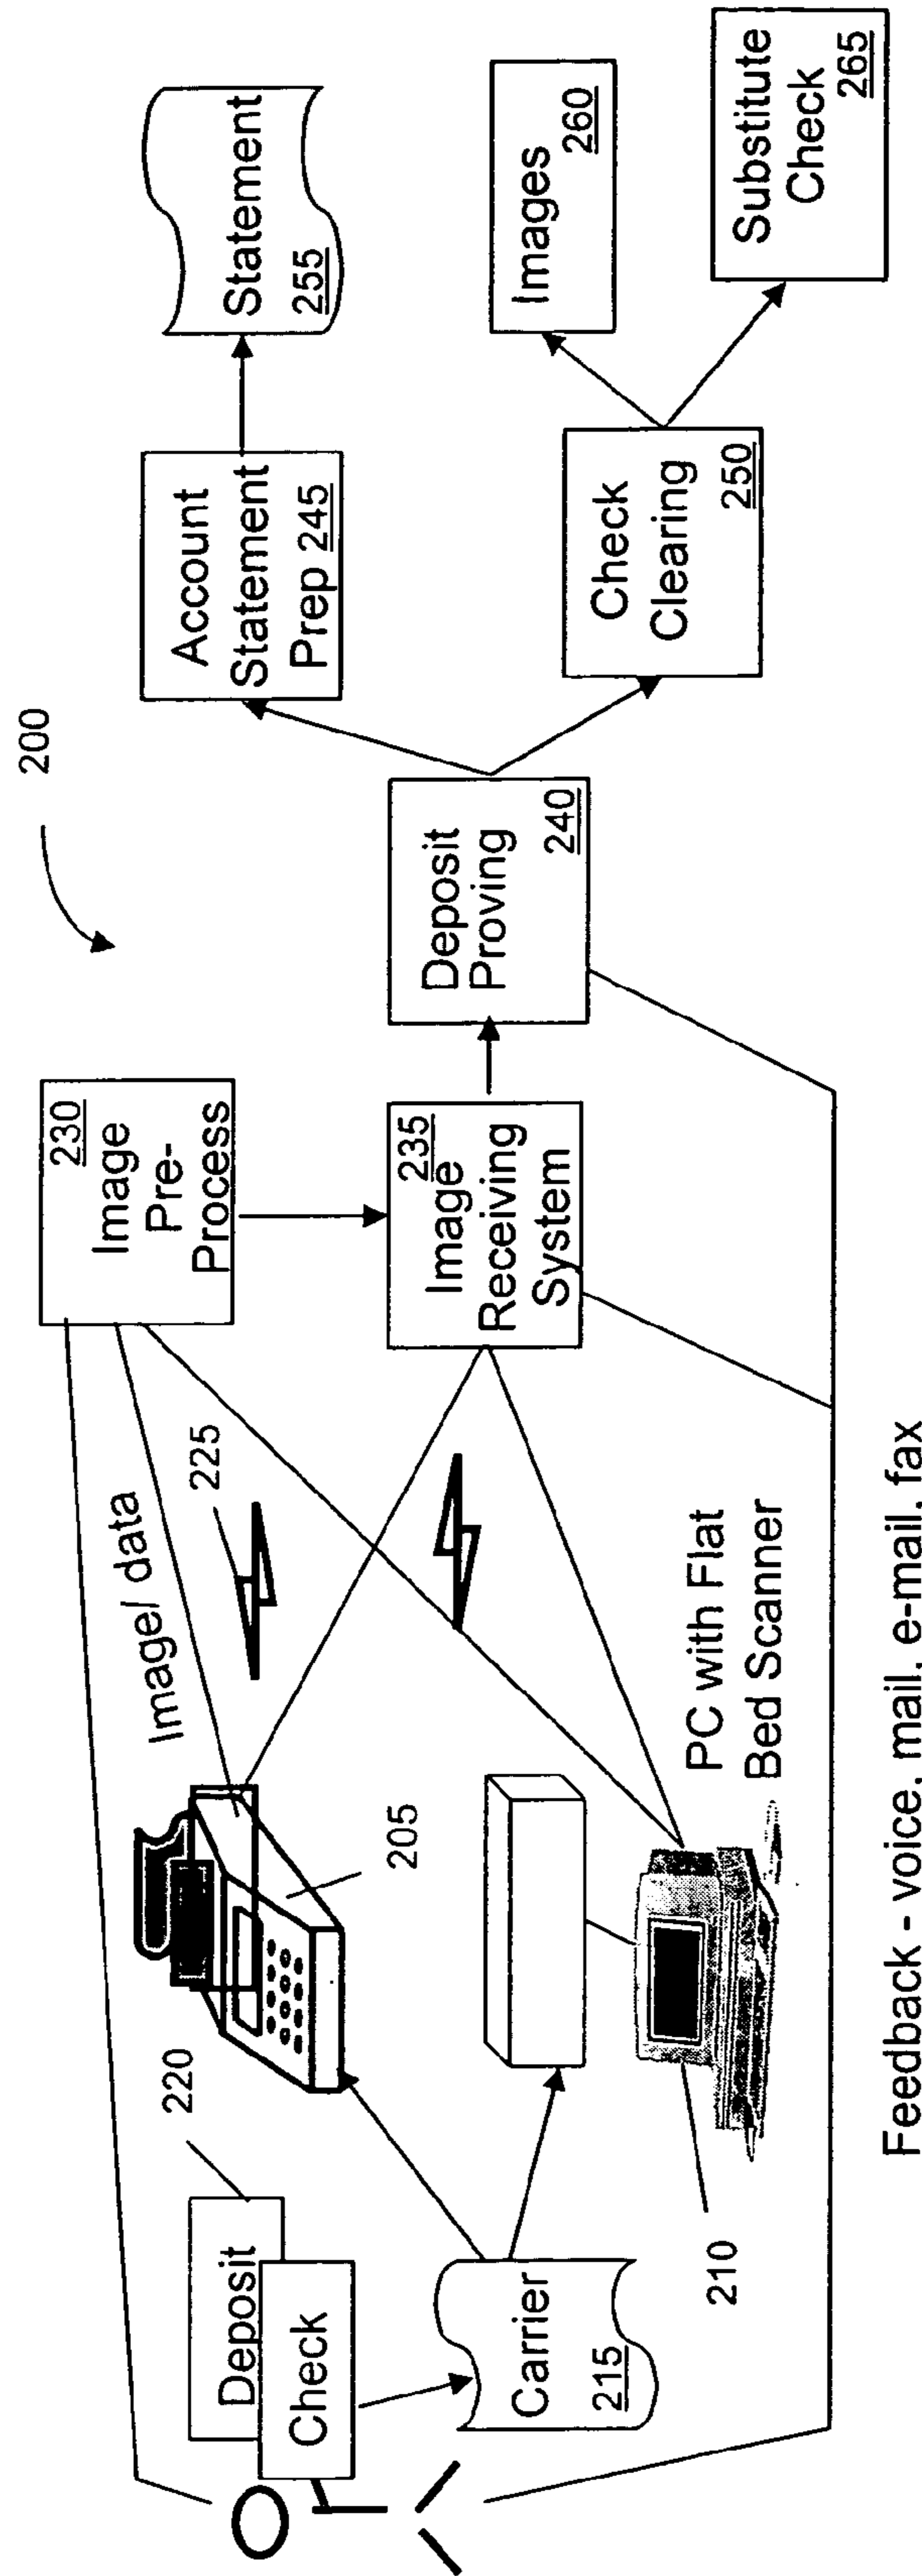 200
220
Deposit
Check
Carrier
215
205
210
Image/ data
225
PC with Flat
Bed Scanner
230
Image
Pre-
Process
235
Image
Receiving
System
Deposit
Proving
240
Account
Statement
Prep 245
Statement
255
Check
Clearing
250
Images
260
Substitute
Check
265
Feedback - voice, mail, e-mail, fax